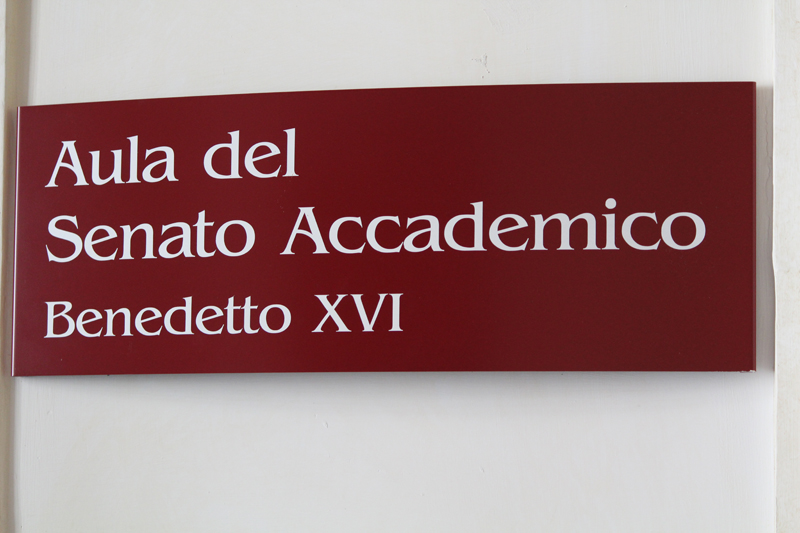 Aula del
Senato Accademico
Benedetto XVI